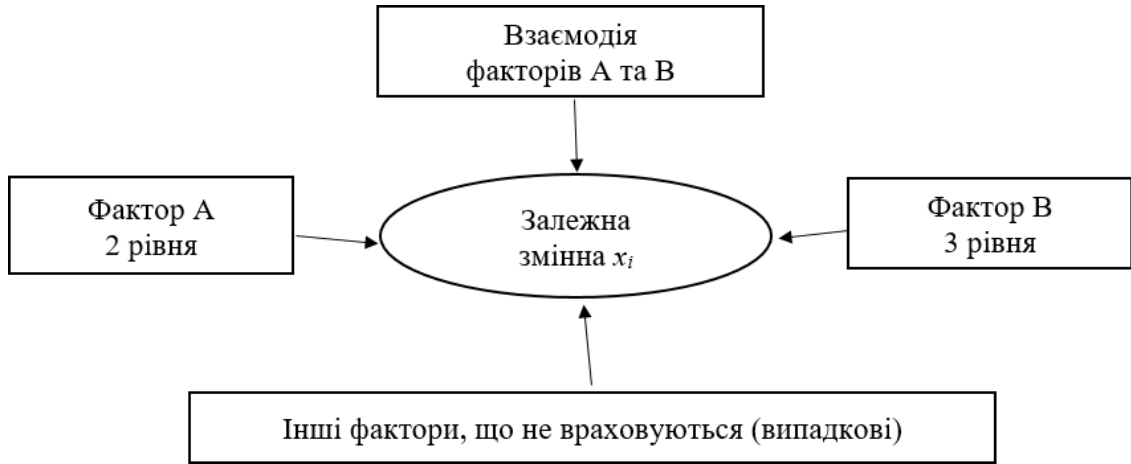 Взаємодія
факторів А та В
Фактор А
2 рівня
Залежна
змінна xi
Фактор В
3 рівня
Інші фактори, що не враховуються (випадкові)